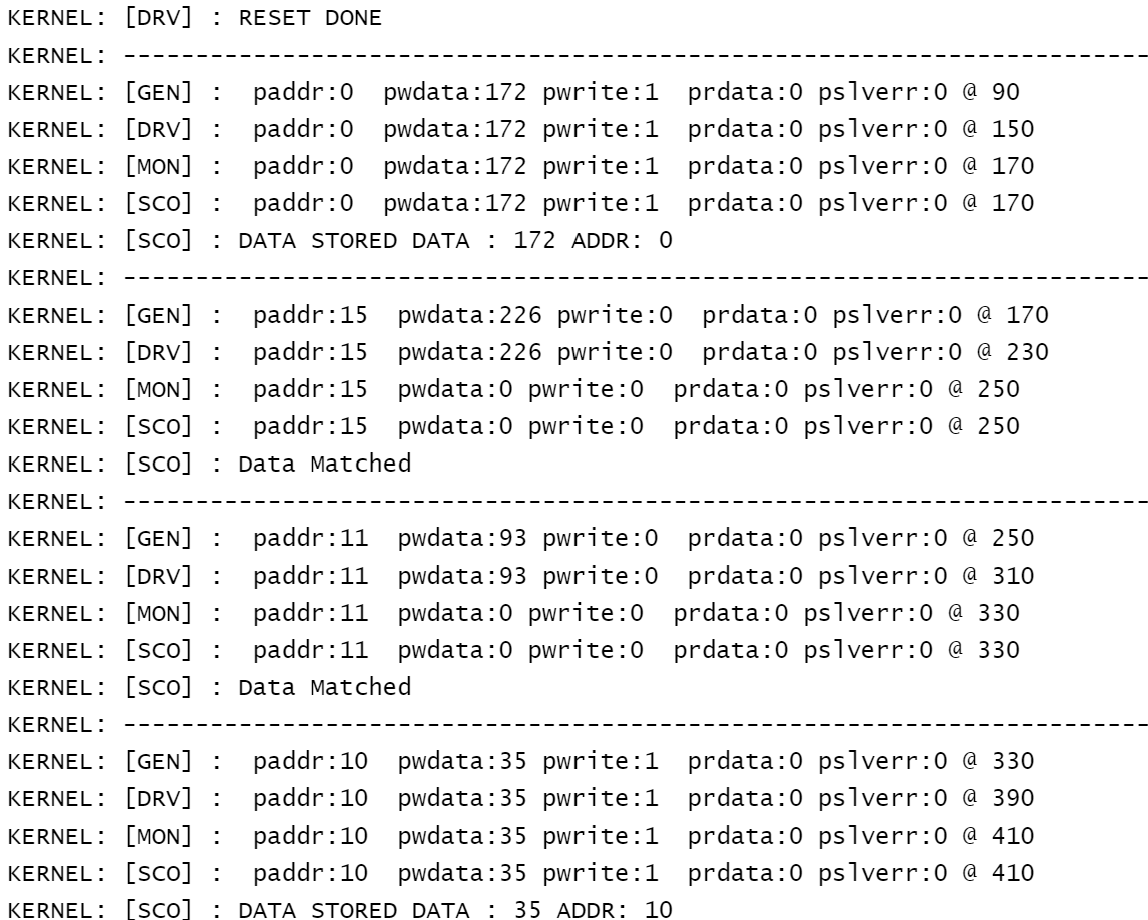 KERNEL: [DRV] : RESET DONE
KERNEL: -----------------------------------------------------------------------
KERNEL: [GEN] :  paddr:0  pwdata:172 pwrite:1  prdata:0 pslverr:0 @ 90
KERNEL: [DRV] :  paddr:0  pwdata:172 pwrite:1  prdata:0 pslverr:0 @ 150
KERNEL: [MON] :  paddr:0  pwdata:172 pwrite:1  prdata:0 pslverr:0 @ 170
KERNEL: [SCO] :  paddr:0  pwdata:172 pwrite:1  prdata:0 pslverr:0 @ 170
KERNEL: [SCO] : DATA STORED DATA : 172 ADDR: 0
KERNEL: -----------------------------------------------------------------------
KERNEL: [GEN] :  paddr:15  pwdata:226 pwrite:0  prdata:0 pslverr:0 @ 170
KERNEL: [DRV] :  paddr:15  pwdata:226 pwrite:0  prdata:0 pslverr:0 @ 230
KERNEL: [MON] :  paddr:15  pwdata:0 pwrite:0  prdata:0 pslverr:0 @ 250
KERNEL: [SCO] :  paddr:15  pwdata:0 pwrite:0  prdata:0 pslverr:0 @ 250
KERNEL: [SCO] : Data Matched
KERNEL: -----------------------------------------------------------------------
KERNEL: [GEN] :  paddr:11  pwdata:93 pwrite:0  prdata:0 pslverr:0 @ 250
KERNEL: [DRV] :  paddr:11  pwdata:93 pwrite:0  prdata:0 pslverr:0 @ 310
KERNEL: [MON] :  paddr:11  pwdata:0 pwrite:0  prdata:0 pslverr:0 @ 330
KERNEL: [SCO] :  paddr:11  pwdata:0 pwrite:0  prdata:0 pslverr:0 @ 330
KERNEL: [SCO] : Data Matched
KERNEL: -----------------------------------------------------------------------
KERNEL: [GEN] :  paddr:10  pwdata:35 pwrite:1  prdata:0 pslverr:0 @ 330
KERNEL: [DRV] :  paddr:10  pwdata:35 pwrite:1  prdata:0 pslverr:0 @ 390
KERNEL: [MON] :  paddr:10  pwdata:35 pwrite:1  prdata:0 pslverr:0 @ 410
KERNEL: [SCO] :  paddr:10  pwdata:35 pwrite:1  prdata:0 pslverr:0 @ 410
KERNEL: [SCO] : DATA STORED DATA : 35 ADDR: 10